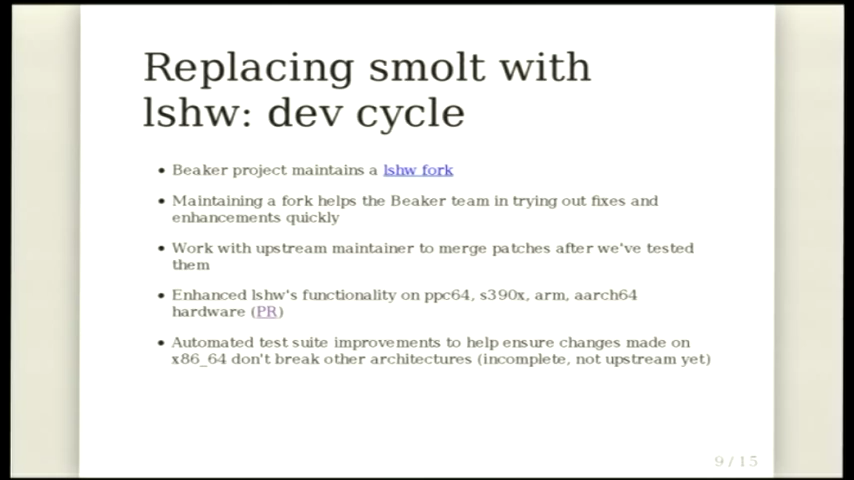 Replacing smolt with
lshw: dev cycle
• Beaker project maintains a lshw fork
• Maintaining a fork helps the Beaker team in trying out fixes and
enhancements quickly
• Work with upstream maintainer to merge patches after we've tested
them
• Enhanced lshw's functionality on ppc64, s390x, arm, aarch64
hardware (PR)
• Automated test suite improvements to help ensure changes made on
x86_64 don't break other architectures (incomplete, not upstream yet)
9 / 15